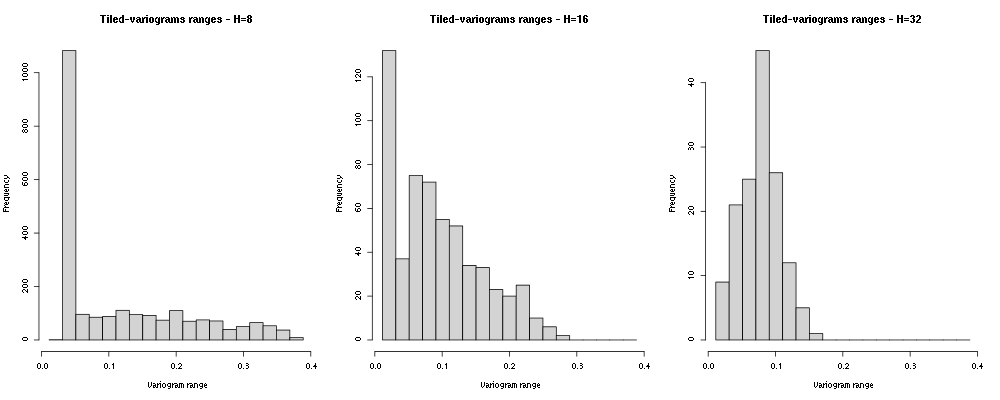 Tiled-variograms ranges - H=8
Frequency
1000
800
600
400
200
0
0.0 0.1 0.2 0.3 0.4
Variogram range
Tiled-variograms ranges - H=16
Frequency
120
100
80
60
40
20
0
0.0 0.1 0.2 0.3 0.4
Variogram range
Tiled-variograms ranges - H=32
Frequency
40
30
20
10
0
0.0 0.1 0.2 0.3 0.4
Variogram range